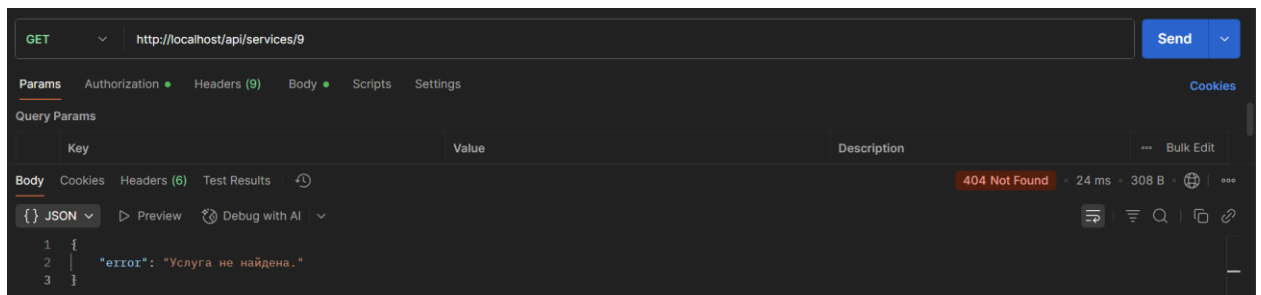 GET http://localhost/api/services/9 Send
Params Authorization Headers (9) Body Scripts Settings Cookies
Query Params
Key Value Description Bulk Edit
Body Cookies Headers (6) Test Results 404 Not Found 24 ms 308 B
{} JSON Preview Debug with AI
1 {
2 "error": "Услуга не найдена."
3 }